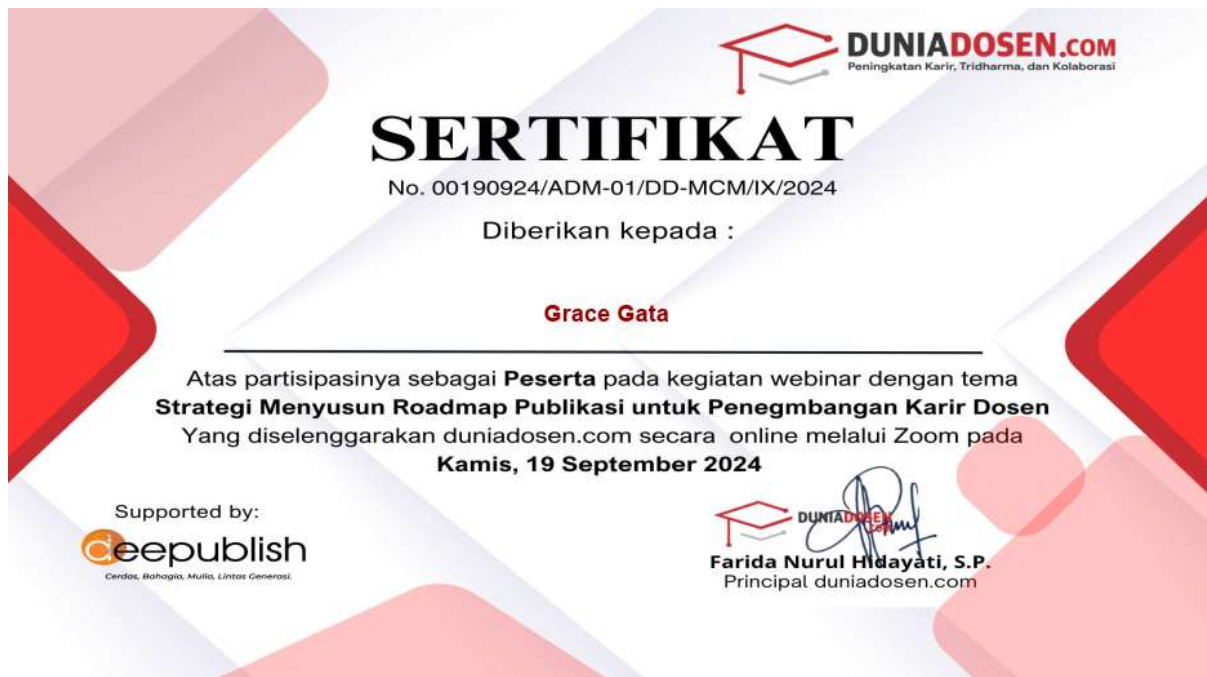 DUNIADOSEN.COM
Peningkatan Karir, Tridharma, dan Kolaborasi
SERTIFIKAT
No. 00190924/ADM-01/DD-MCM/IX/2024
Diberikan kepada :
Grace Gata
Atas partisipasinya sebagai Peserta pada kegiatan webinar dengan tema
Strategi Menyusun Roadmap Publikasi untuk Penegmbangan Karir Dosen
Yang diselenggarakan duniadosen.com secara online melalui Zoom pada
Kamis, 19 September 2024
Supported by:
deepublish
Cerdas, Bahagia, Mulia, Lintas Generasi.
DUNIADOSEN
.COM
Farida Nurul Hidayati, S.P.
Principal duniadosen.com